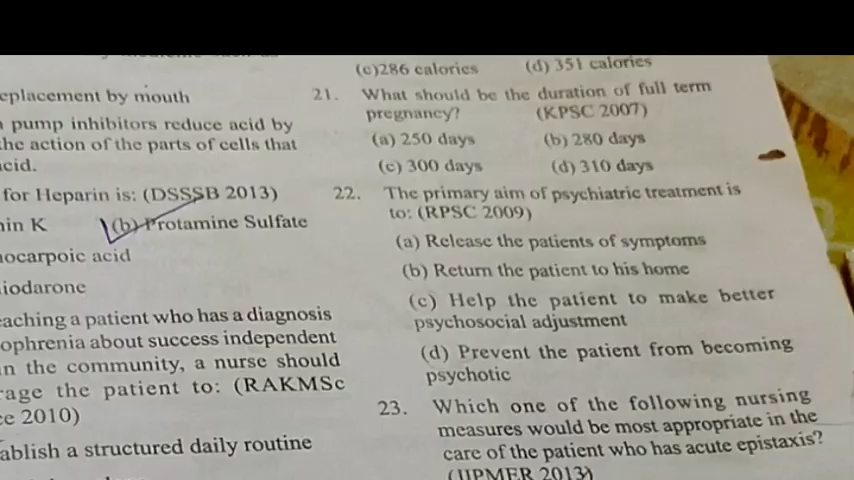 eplacement by mouth
pump inhibitors reduce acid by
the action of the parts of cells that
acid.
for Heparin is: (DSSSB 2013)
min K (b) Protamine Sulfate
nocarpoic acid
niodarone
eaching a patient who has a diagnosis
ophrenia about success independent
in the community, a nurse should
rage the patient to: (RAKMSc
ce 2010)
ablish a structured daily routine
(c)286 calories (d) 351 calories
21. What should be the duration of full term
pregnancy? (KPSC 2007)
(a) 250 days (b) 280 days
(c) 300 days (d) 310 days
22. The primary aim of psychiatric treatment is
to: (RPSC 2009)
(a) Release the patients of symptoms
(b) Return the patient to his home
(c) Help the patient to make better
psychosocial adjustment
(d) Prevent the patient from becoming
psychotic
23. Which one of the following nursing
measures would be most appropriate in the
care of the patient who has acute epistaxis?
(JIPMER 2013)